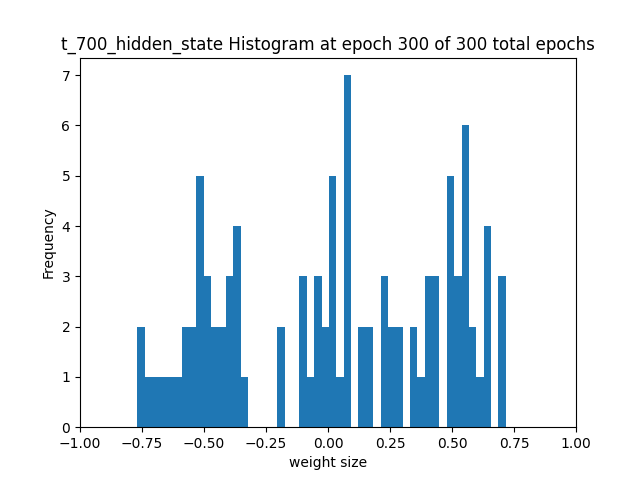 t_700_hidden_state Histogram at epoch 300 of 300 total epochs
7
6
5
4
3
2
1
0
Frequency
−1.00 −0.75 −0.50 −0.25 0.00 0.25 0.50 0.75 1.00
weight size